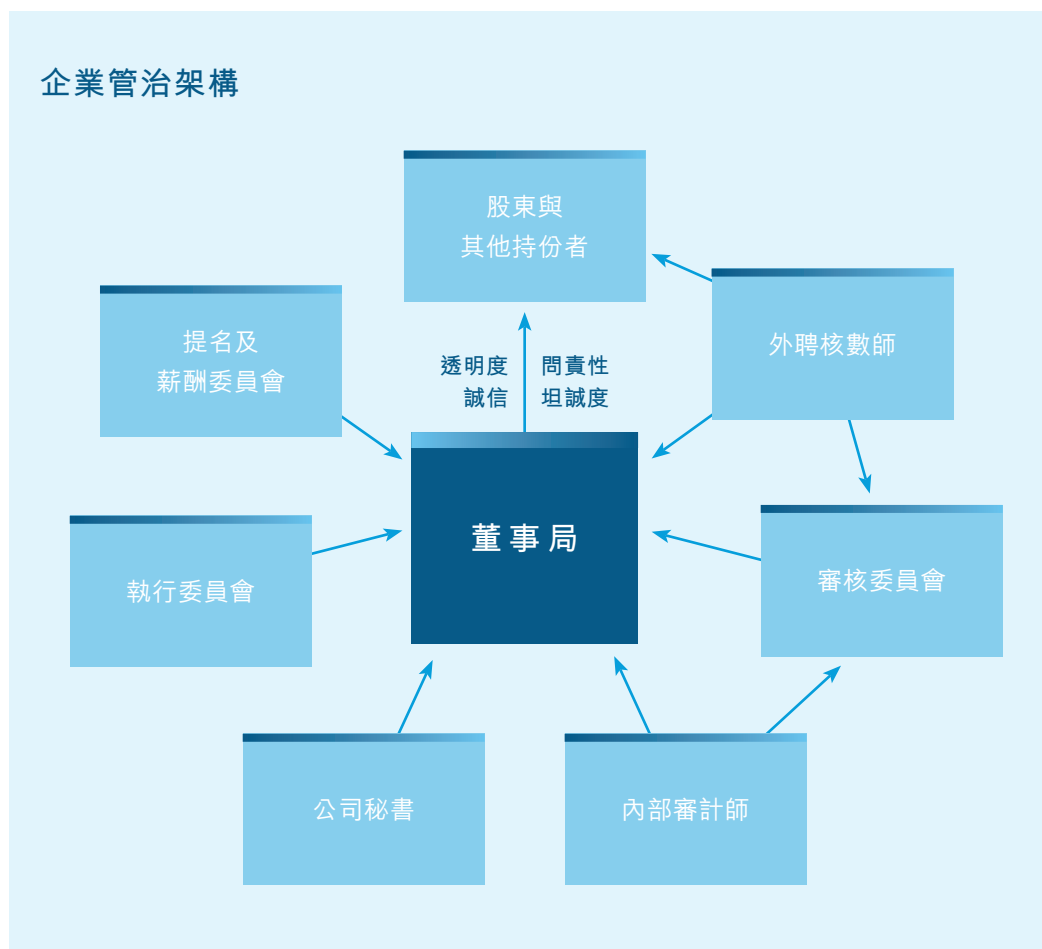 企業管治架構
股東與
其他持份者
提名及
薪酬委員會
外聘核數師
透明度
誠信
問責性
坦誠度
董事局
執行委員會
審核委員會
公司秘書
內部審計師